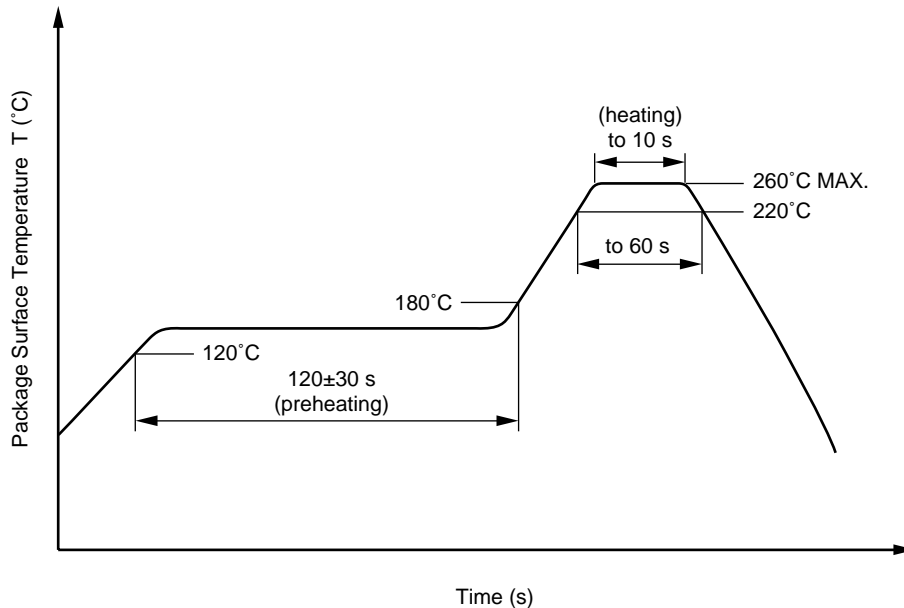 Package Surface Temperature T (˚C)
(heating)
to 10 s
260˚C MAX.
220˚C
to 60 s
180˚C
120˚C
120±30 s
(preheating)
Time (s)